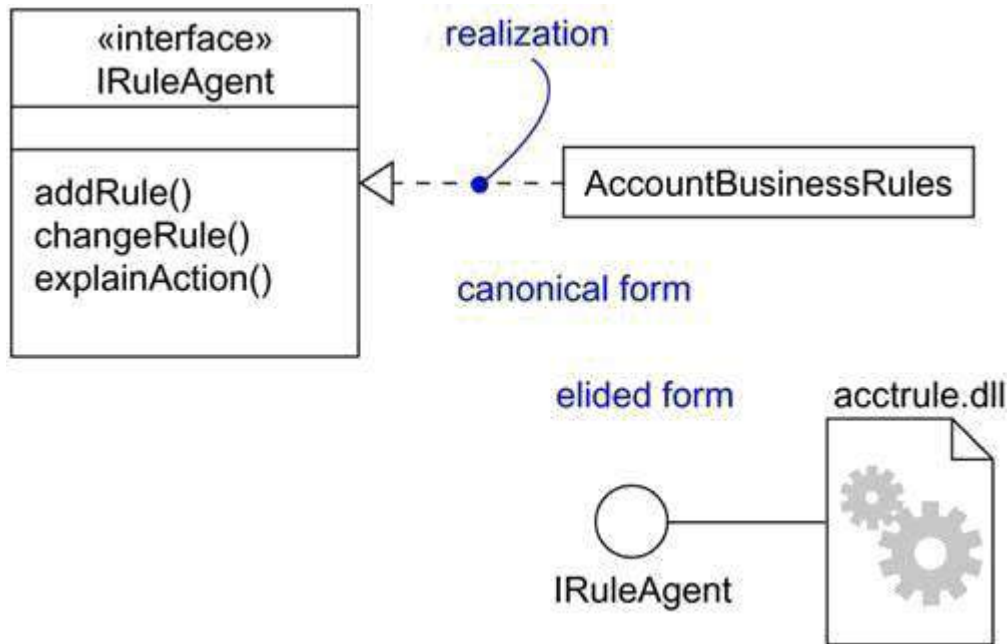 «interface»
IRuleAgent
addRule()
changeRule()
explainAction()
realization
AccountBusinessRules
canonical form
elided form
acctrule.dll
IRuleAgent